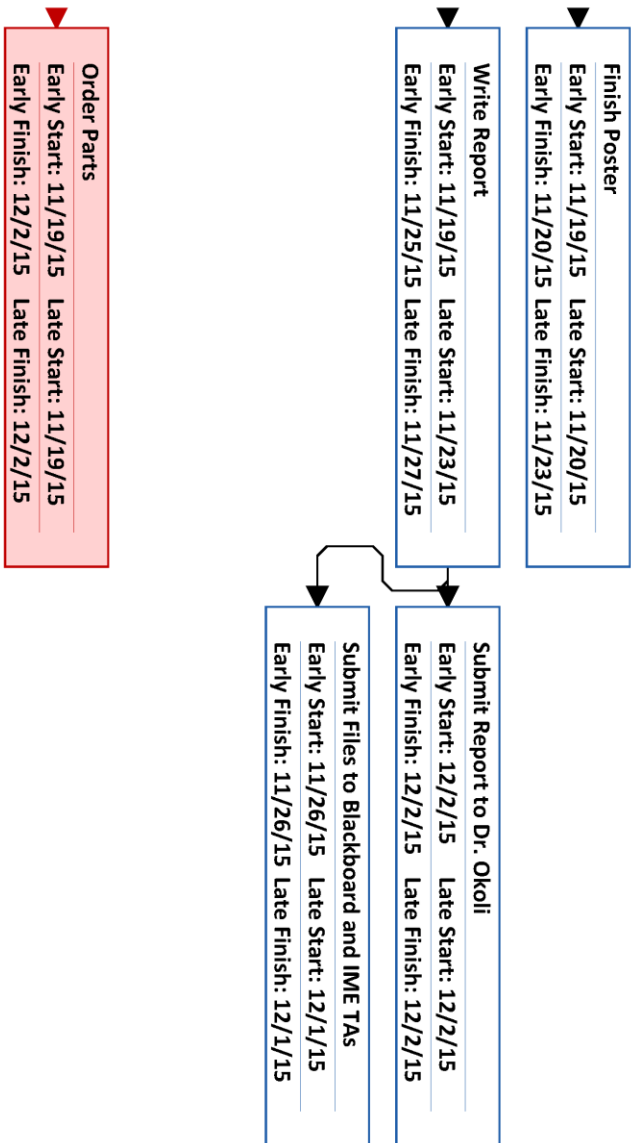 Finish Poster
Early Start: 11/19/15 Late Start: 11/20/15
Early Finish: 11/20/15 Late Finish: 11/23/15
Write Report
Early Start: 11/19/15 Late Start: 11/23/15
Early Finish: 11/25/15 Late Finish: 11/27/15
Submit Report to Dr. Okoli
Early Start: 12/2/15 Late Start: 12/2/15
Early Finish: 12/2/15 Late Finish: 12/2/15
Submit Files to Blackboard and IME TAs
Early Start: 11/26/15 Late Start: 12/1/15
Early Finish: 11/26/15 Late Finish: 12/1/15
Order Parts
Early Start: 11/19/15 Late Start: 11/19/15
Early Finish: 12/2/15 Late Finish: 12/2/15